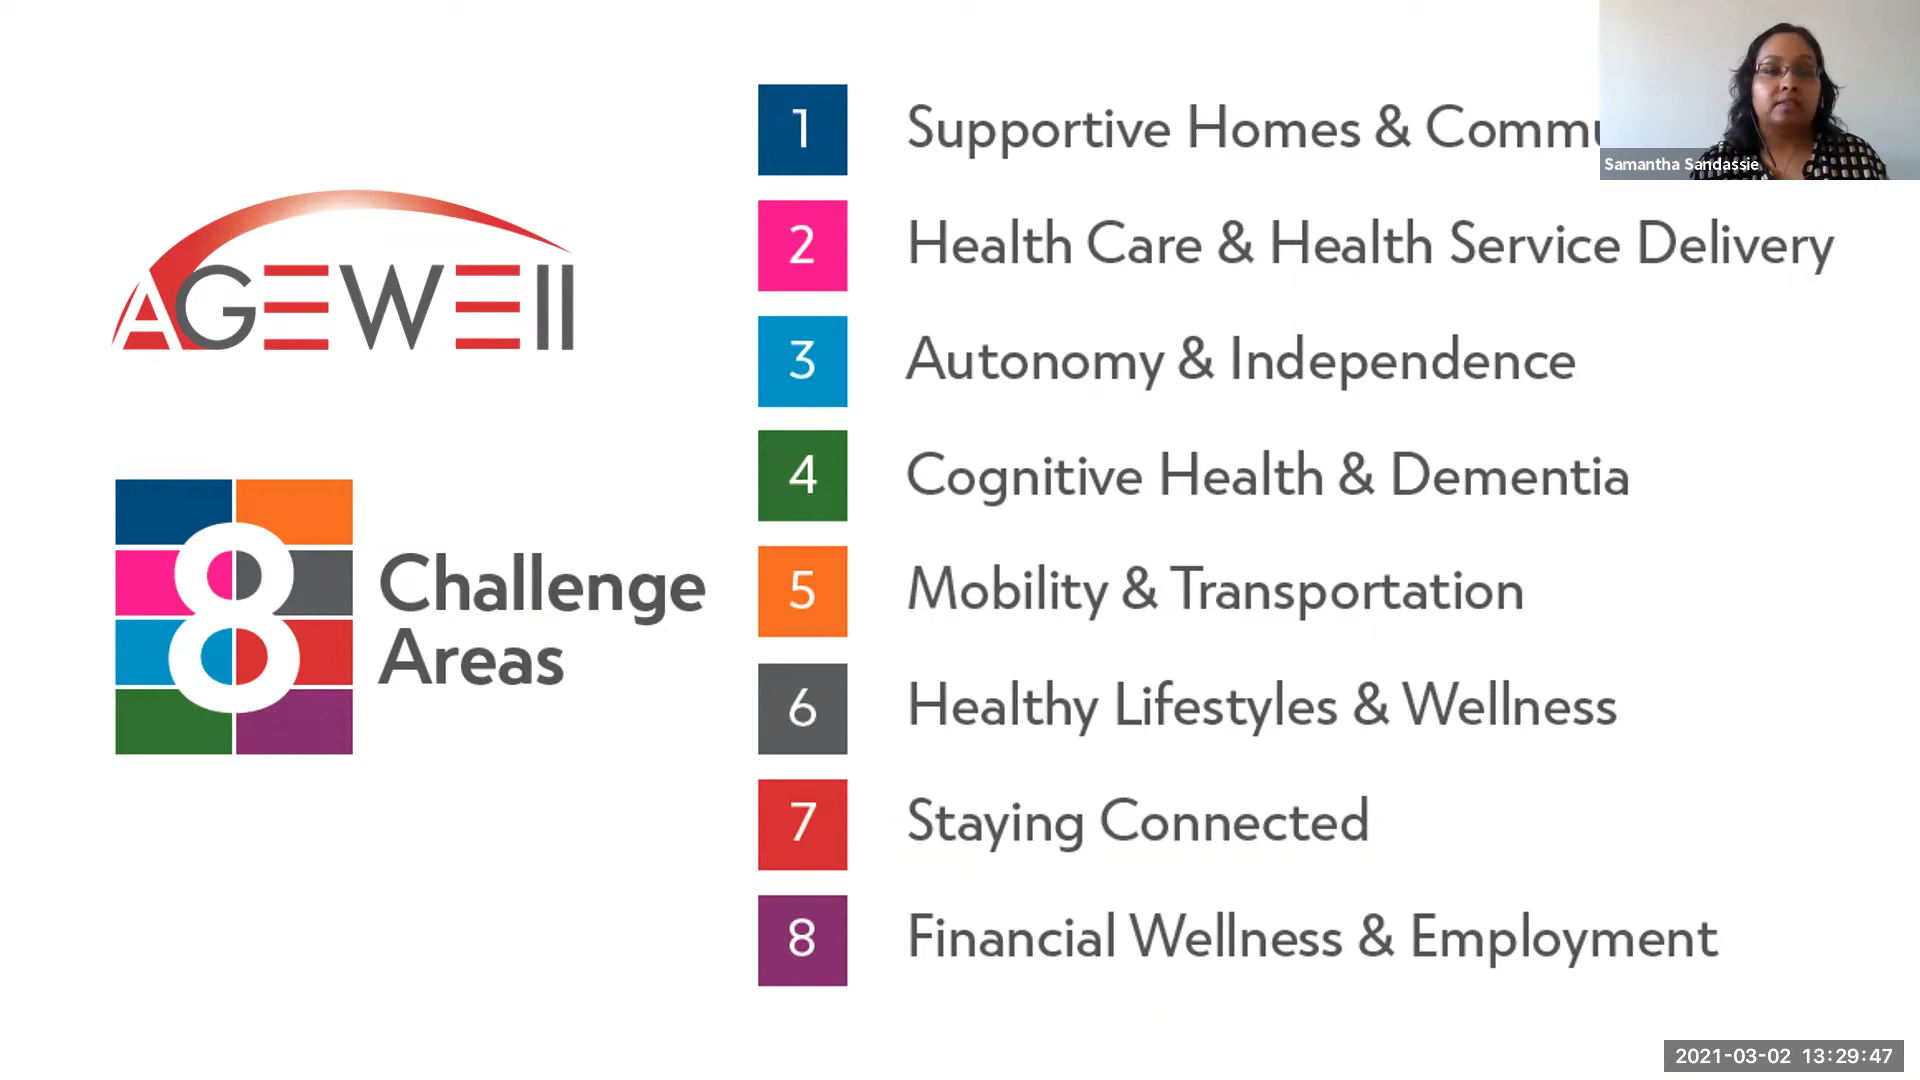 AGEWEll
8 Challenge
Areas
1 Supportive Homes &
2 Health Care & Health Service Delivery
3 Autonomy & Independence
4 Cognitive Health & Dementia
5 Mobility & Transportation
6 Healthy Lifestyles & Wellness
7 Staying Connected
8 Financial Wellness & Employment
Samantha Sandassie
2021-03-02 13:29:47